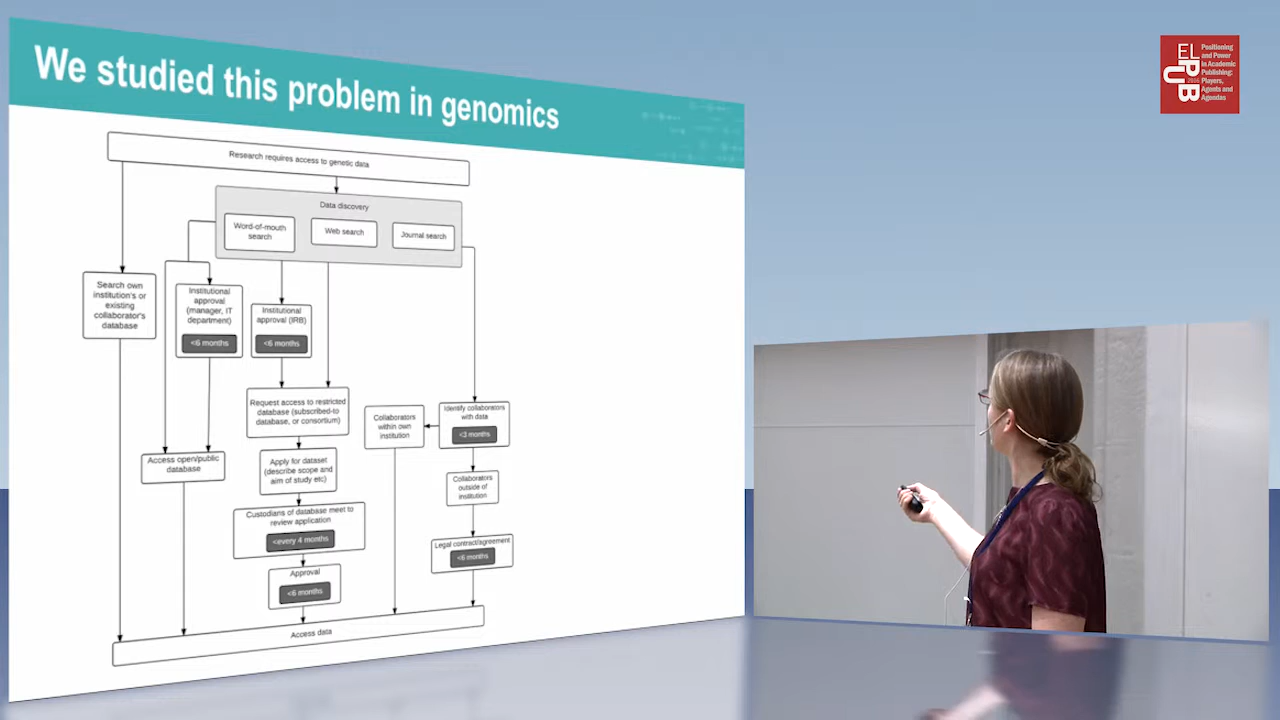 We studied this problem in genomics
Research requires access to genetic data
Data discovery
Word-of-mouth
search
Web search
Journal search
Search own
institution's or
existing
collaborator's
database
Institutional
approval
(manager, IT
department)
<6 months
Institutional
approval (IRB)
<6 months
Request access to restricted
database (subscribed-to
database, or consortium)
Collaborators
within own
institution
Identify collaborators
with data
<3 months
Access open/public
database
Apply for dataset
(describe scope and
aim of study etc)
Collaborators
outside of
institution
Custodians of database meet to
review application
<every 4 months
Legal contract/agreement
<6 months
Approval
<6 months
Access data
EL
PUB
2016
Positioning
and Power
in Academic
Publishing:
Players,
Agents and
Agendas